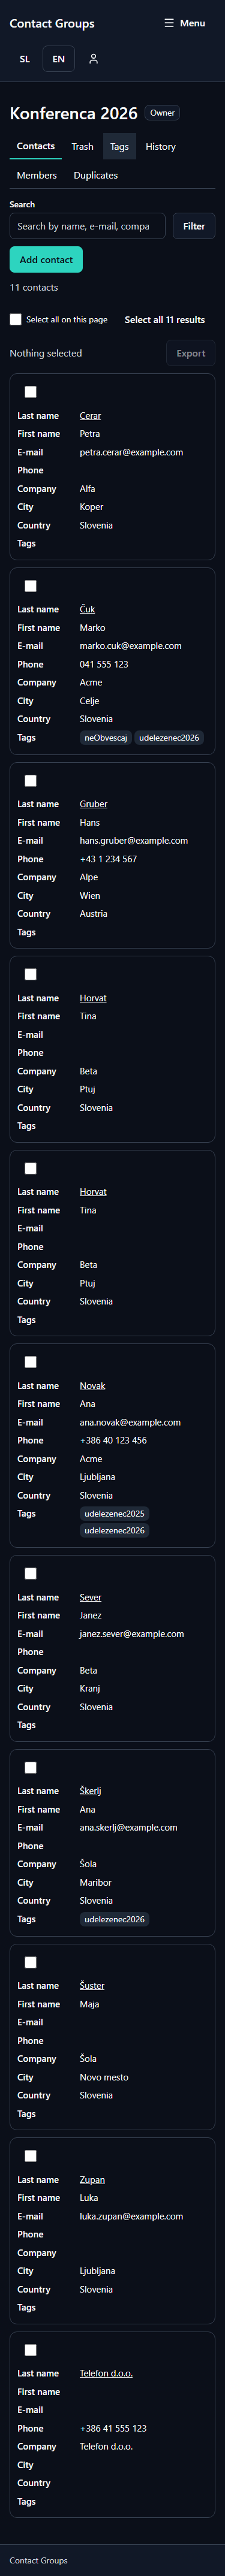 Contact Groups
Menu
SL EN
Konferenca 2026 Owner
Contacts Trash Tags History
Members Duplicates
Search
Search by name, e-mail, compa Filter
Add contact
11 contacts
Select all on this page Select all 11 results
Nothing selected Export
Last name Cerar
First name Petra
E-mail petra.cerar@example.com
Phone
Company Alfa
City Koper
Country Slovenia
Tags
Last name Čuk
First name Marko
E-mail marko.cuk@example.com
Phone 041 555 123
Company Acme
City Celje
Country Slovenia
Tags neObvescaj udelezenec2026
Last name Gruber
First name Hans
E-mail hans.gruber@example.com
Phone +43 1 234 567
Company Alpe
City Wien
Country Austria
Tags
Last name Horvat
First name Tina
E-mail
Phone
Company Beta
City Ptuj
Country Slovenia
Tags
Last name Horvat
First name Tina
E-mail
Phone
Company Beta
City Ptuj
Country Slovenia
Tags
Last name Novak
First name Ana
E-mail ana.novak@example.com
Phone +386 40 123 456
Company Acme
City Ljubljana
Country Slovenia
Tags udelezenec2025
udelezenec2026
Last name Sever
First name Janez
E-mail janez.sever@example.com
Phone
Company Beta
City Kranj
Country Slovenia
Tags
Last name Škerlj
First name Ana
E-mail ana.skerlj@example.com
Phone
Company Šola
City Maribor
Country Slovenia
Tags udelezenec2026
Last name Šuster
First name Maja
E-mail
Phone
Company Šola
City Novo mesto
Country Slovenia
Tags
Last name Zupan
First name Luka
E-mail luka.zupan@example.com
Phone
Company
City Ljubljana
Country Slovenia
Tags
Last name Telefon d.o.o.
First name
E-mail
Phone +386 41 555 123
Company Telefon d.o.o.
City
Country
Tags
Contact Groups